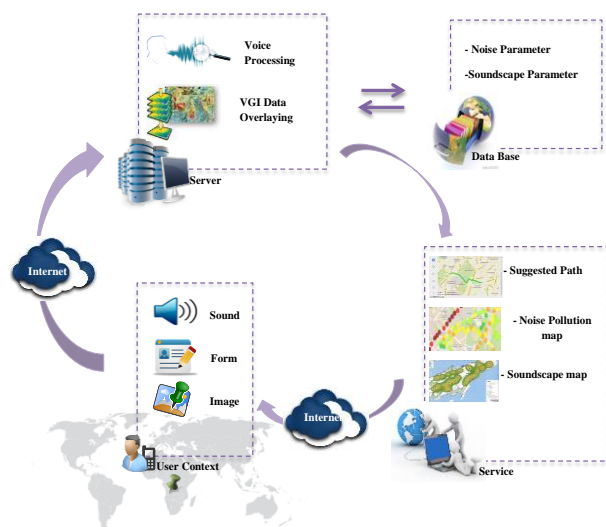 Voice
Processing
VGI Data
Overlaying
Server
- Noise Parameter
-Soundscape Parameter
Data Base
Internet
Sound
Form
Image
User Context
Internet
- Suggested Path
- Noise Pollution
map
- Soundscape map
Service